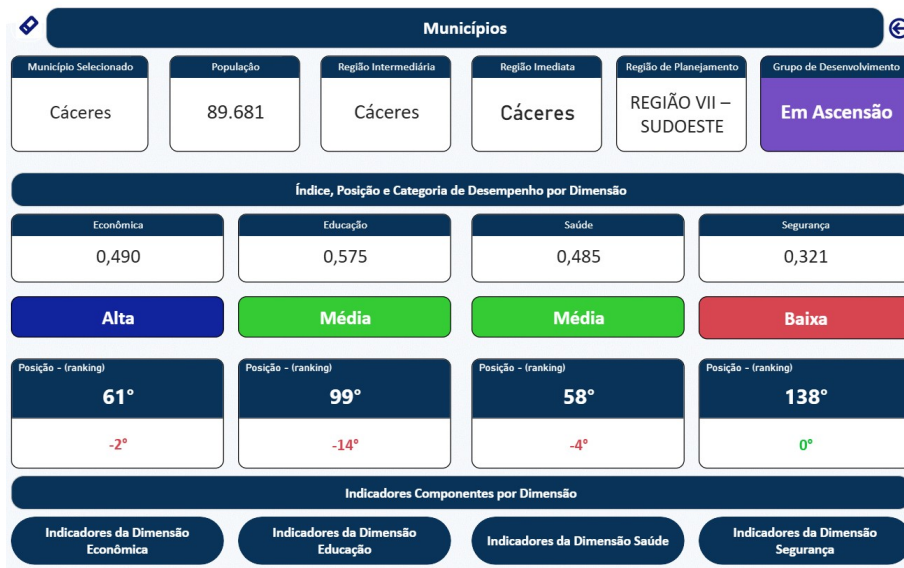 Municípios
Município Selecionado
Cáceres
População
89.681
Região Intermediária
Cáceres
Região Imediata
Cáceres
Região de Planejamento
REGIÃO VII –
SUDOESTE
Grupo de Desenvolvimento
Em Ascensão
Índice, Posição e Categoria de Desempenho por Dimensão
Econômica
0,490
Educação
0,575
Saúde
0,485
Segurança
0,321
Alta
Média
Média
Baixa
Posição - (ranking)
61°
-2°
Posição - (ranking)
99°
-14°
Posição - (ranking)
58°
-4°
Posição - (ranking)
138°
0°
Indicadores Componentes por Dimensão
Indicadores da Dimensão
Econômica
Indicadores da Dimensão
Educação
Indicadores da Dimensão Saúde
Indicadores da Dimensão
Segurança